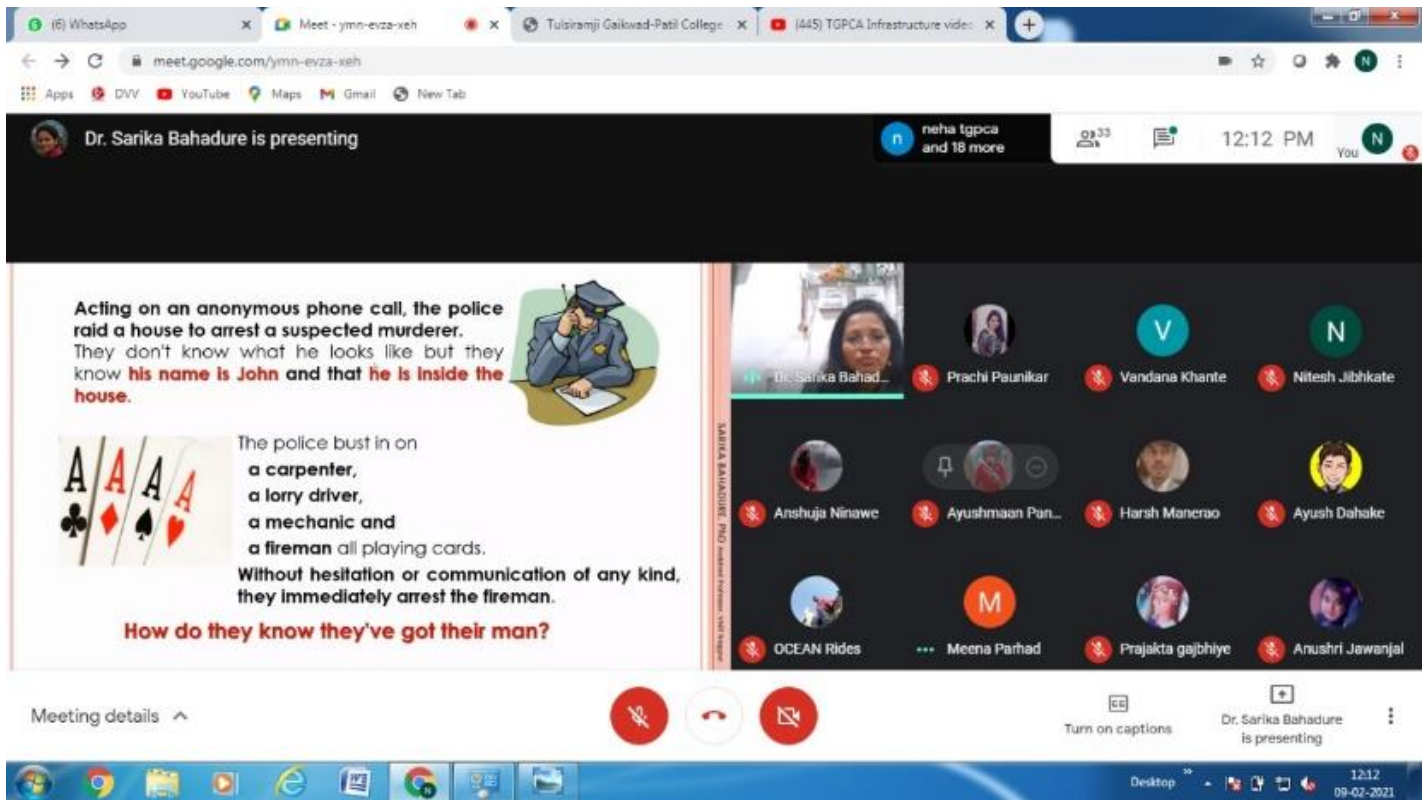 (6) WhatsApp
Meet - ymn-evza-xeh
Tulsiramji Gaikwad-Patil College
(445) TGPCA Infrastructure vide
meet.google.com/ymn-evza-xeh
N
Apps DVV YouTube Maps Gmail New Tab
Dr. Sarika Bahadure is presenting
n
neha tgpca
and 18 more
33
12:12 PM
You
N
Acting on an anonymous phone call, the police
raid a house to arrest a suspected murderer.
They don't know what he looks like but they
know his name is John and that he is inside the
house.
A A A A
The police bust in on
a carpenter,
a lorry driver,
a mechanic and
a fireman all playing cards.
Without hesitation or communication of any kind,
they immediately arrest the fireman.
How do they know they've got their man?
SARIKA BAHADURE, PhD
Dr. Sarika Bahad...
Prachi Paunikar
V
Vandana Khante
N
Nitesh Jibhkate
Anshuja Ninawe
Ayushmaan Pan...
Harsh Manerao
Ayush Dahake
OCEAN Rides
M
Meena Parhad
Prajakta gajbhiye
Anushri Jawanjal
Meeting details
CC
Turn on captions
Dr. Sarika Bahadure
is presenting
Desktop
12:12
09-02-2021